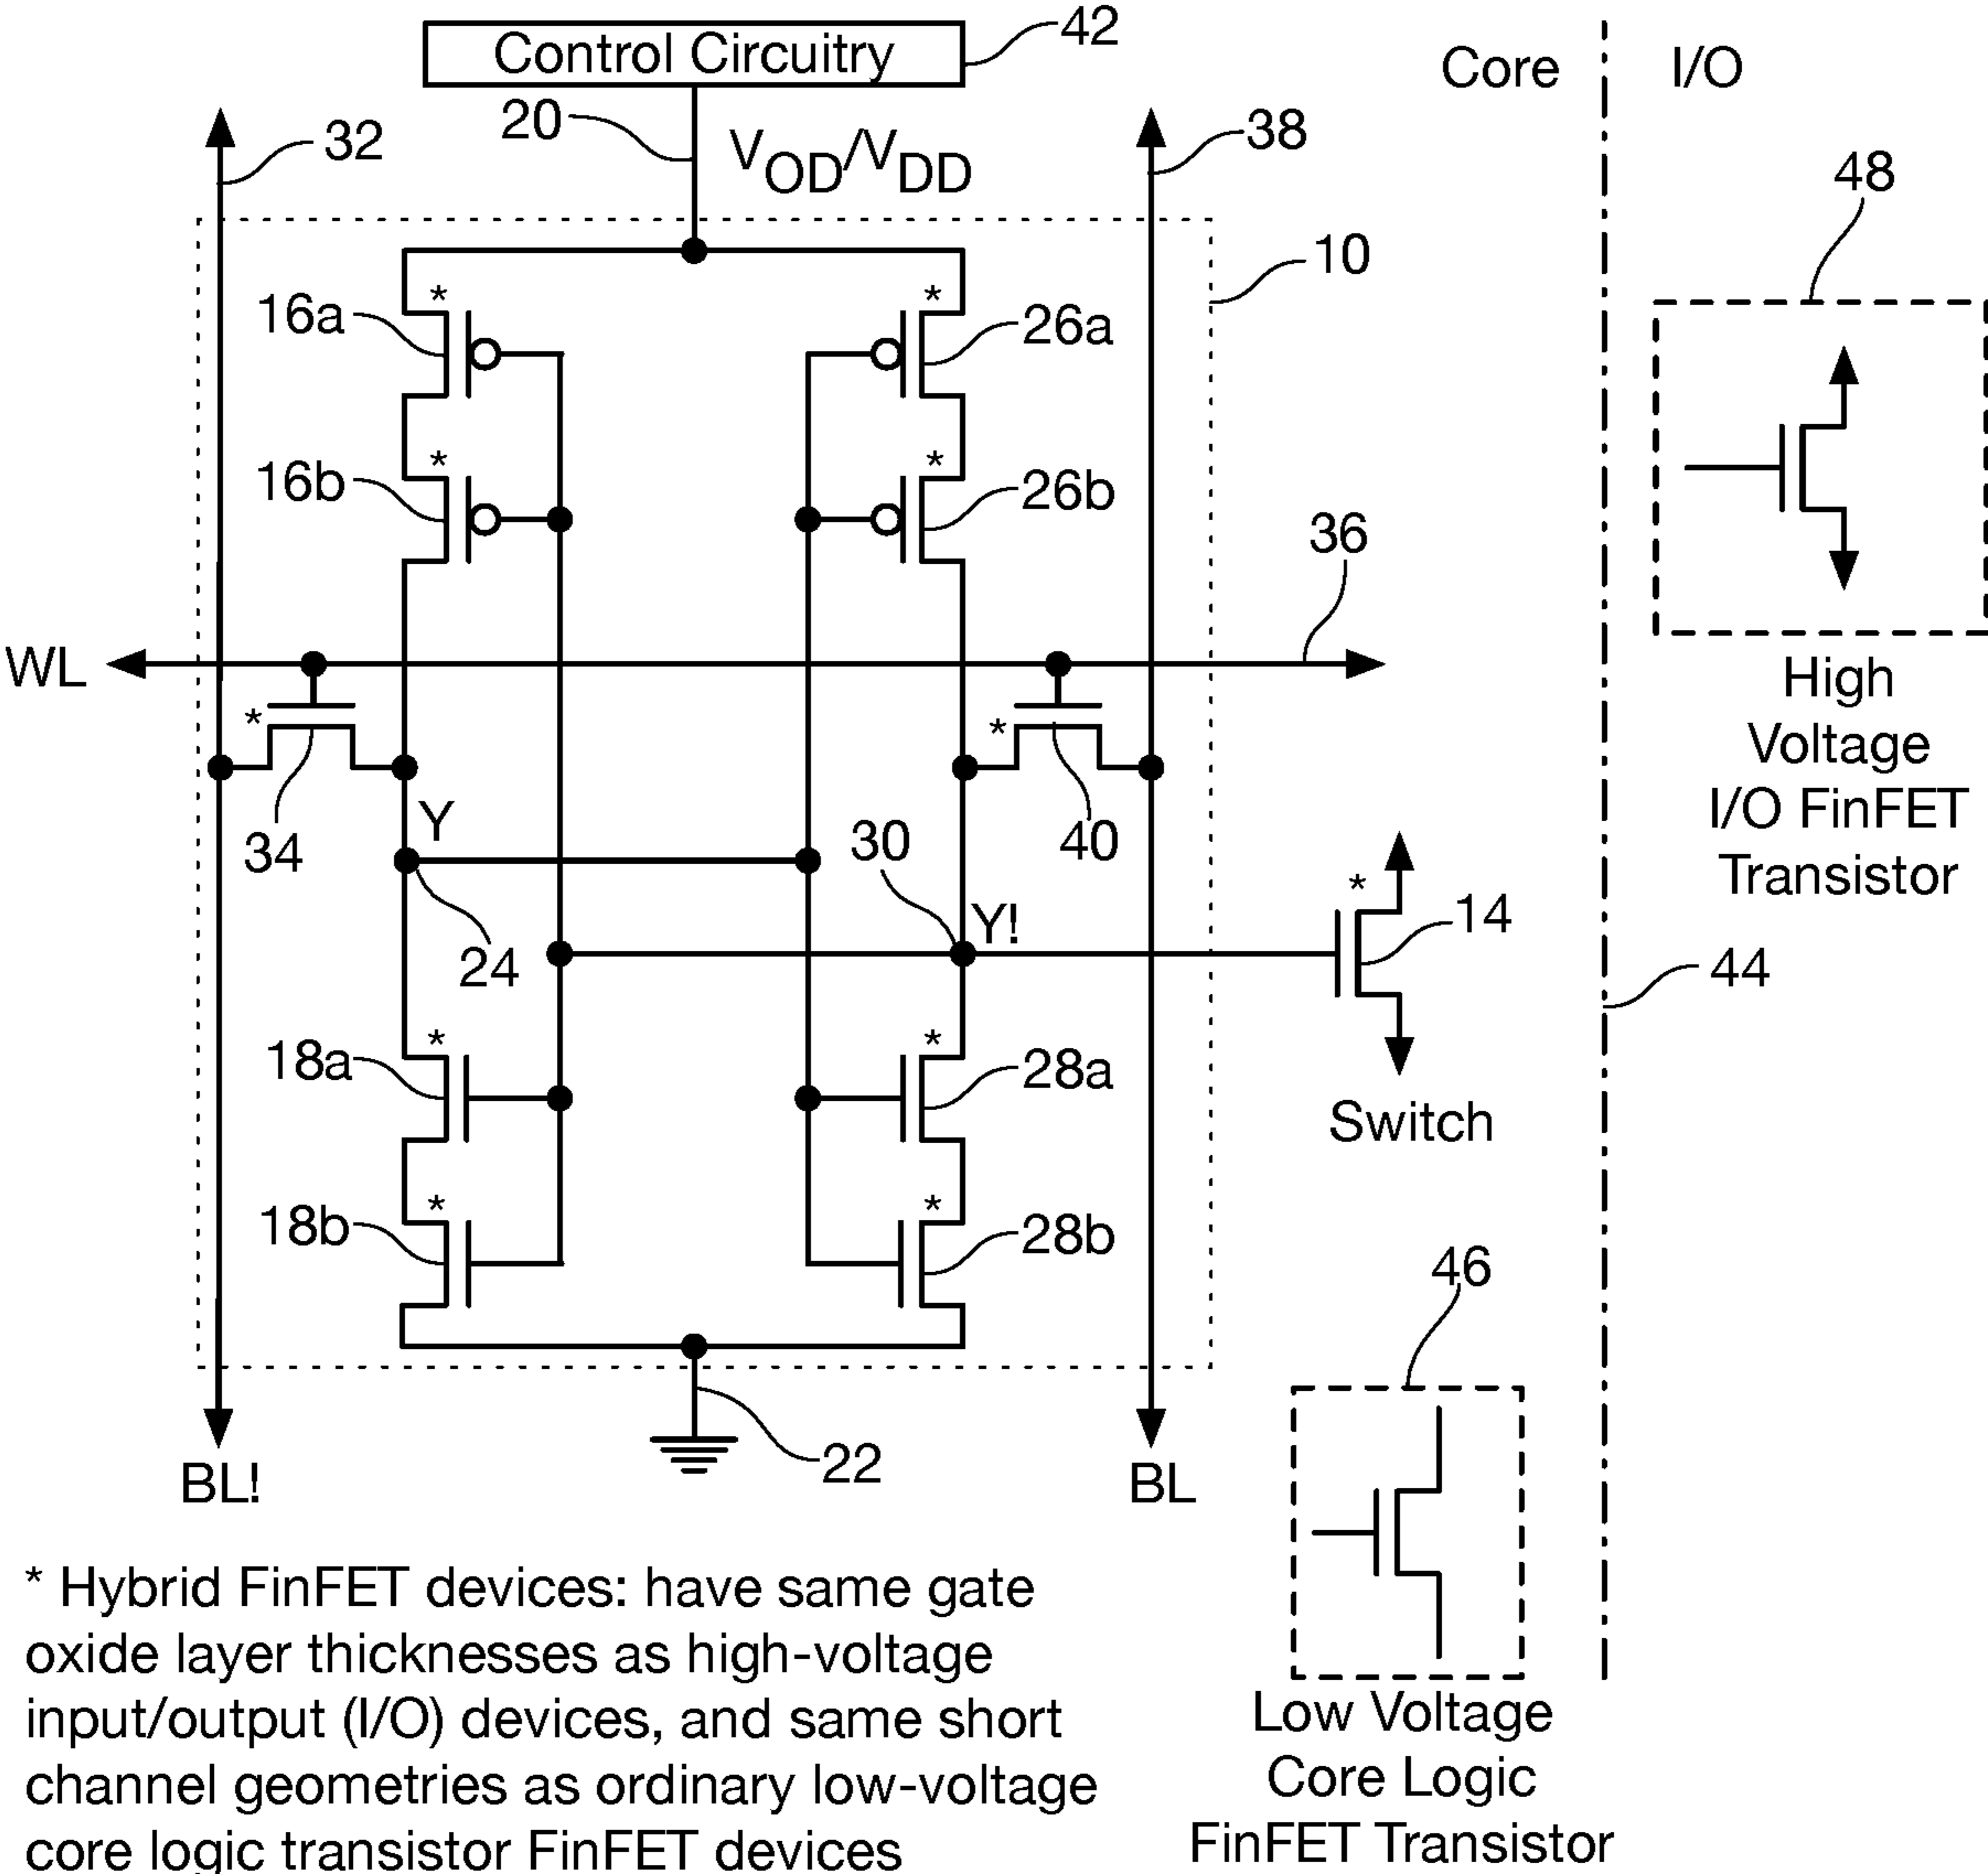 Control Circuitry
42
Core
I/O
20
32
V_OD/V_DD
38
48
10
*
*
16a
26a
*
*
16b
26b
36
WL
High
Voltage
I/O FinFET
Transistor
*
*
34
Y
30
40
*
14
24
Y!
44
*
*
18a
28a
Switch
*
*
18b
28b
46
22
BL!
BL
* Hybrid FinFET devices: have same gate
oxide layer thicknesses as high-voltage
input/output (I/O) devices, and same short
channel geometries as ordinary low-voltage
core logic transistor FinFET devices
Low Voltage
Core Logic
FinFET Transistor